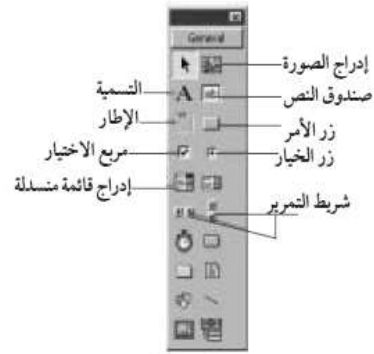 General
إدراج الصورة
التسمية
صندوق النص
الإطار
زر الأمر
مربع الاختيار
زر الخيار
إدراج قائمة منسدلة
شريط التمرير
A